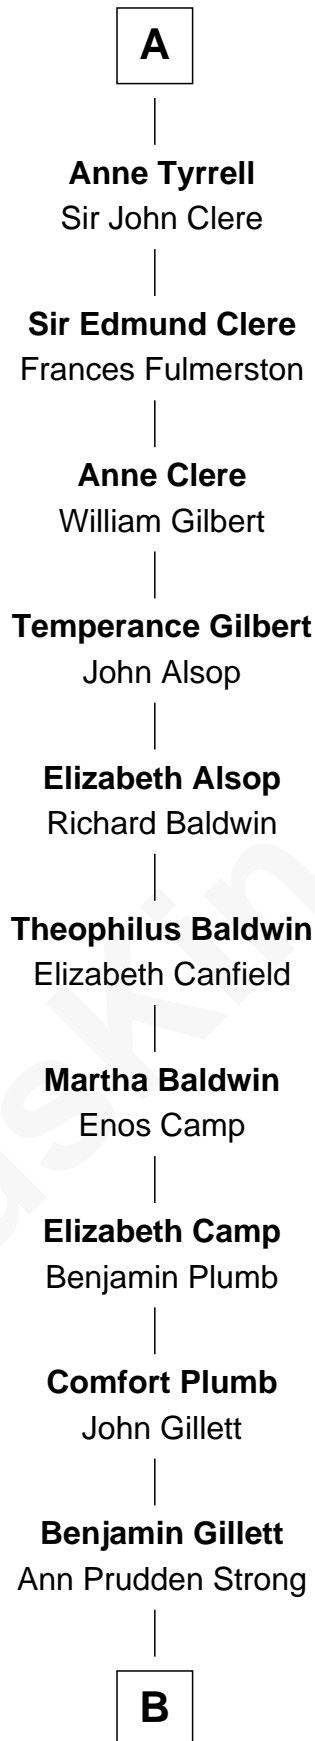 A
Anne Tyrrell
Sir John Clere
Sir Edmund Clere
Frances Fulmerston
Anne Clere
William Gilbert
Temperance Gilbert
John Alsop
Elizabeth Alsop
Richard Baldwin
Theophilus Baldwin
Elizabeth Canfield
Martha Baldwin
Enos Camp
Elizabeth Camp
Benjamin Plumb
Comfort Plumb
John Gillett
Benjamin Gillett
Ann Prudden Strong
B